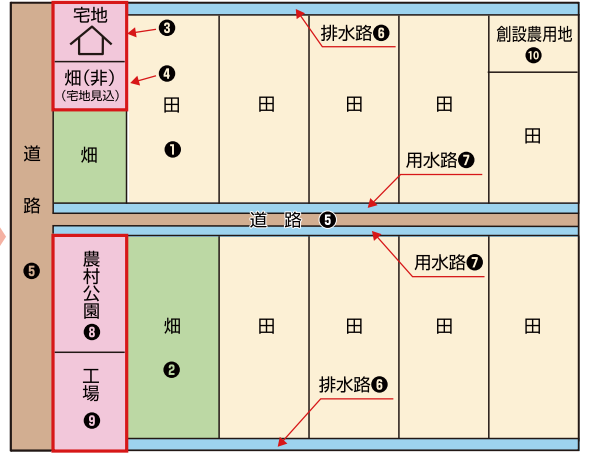 宅地
❸
排水路❻
創設農用地
❿
畑(非)
(宅地見込)
❹
田
❶
田
田
田
田
畑
用水路❼
道
路
❺
道 路 ❺
用水路❼
農
村
公
園
❽
畑
❷
田
田
田
田
工
場
❾
排水路❻